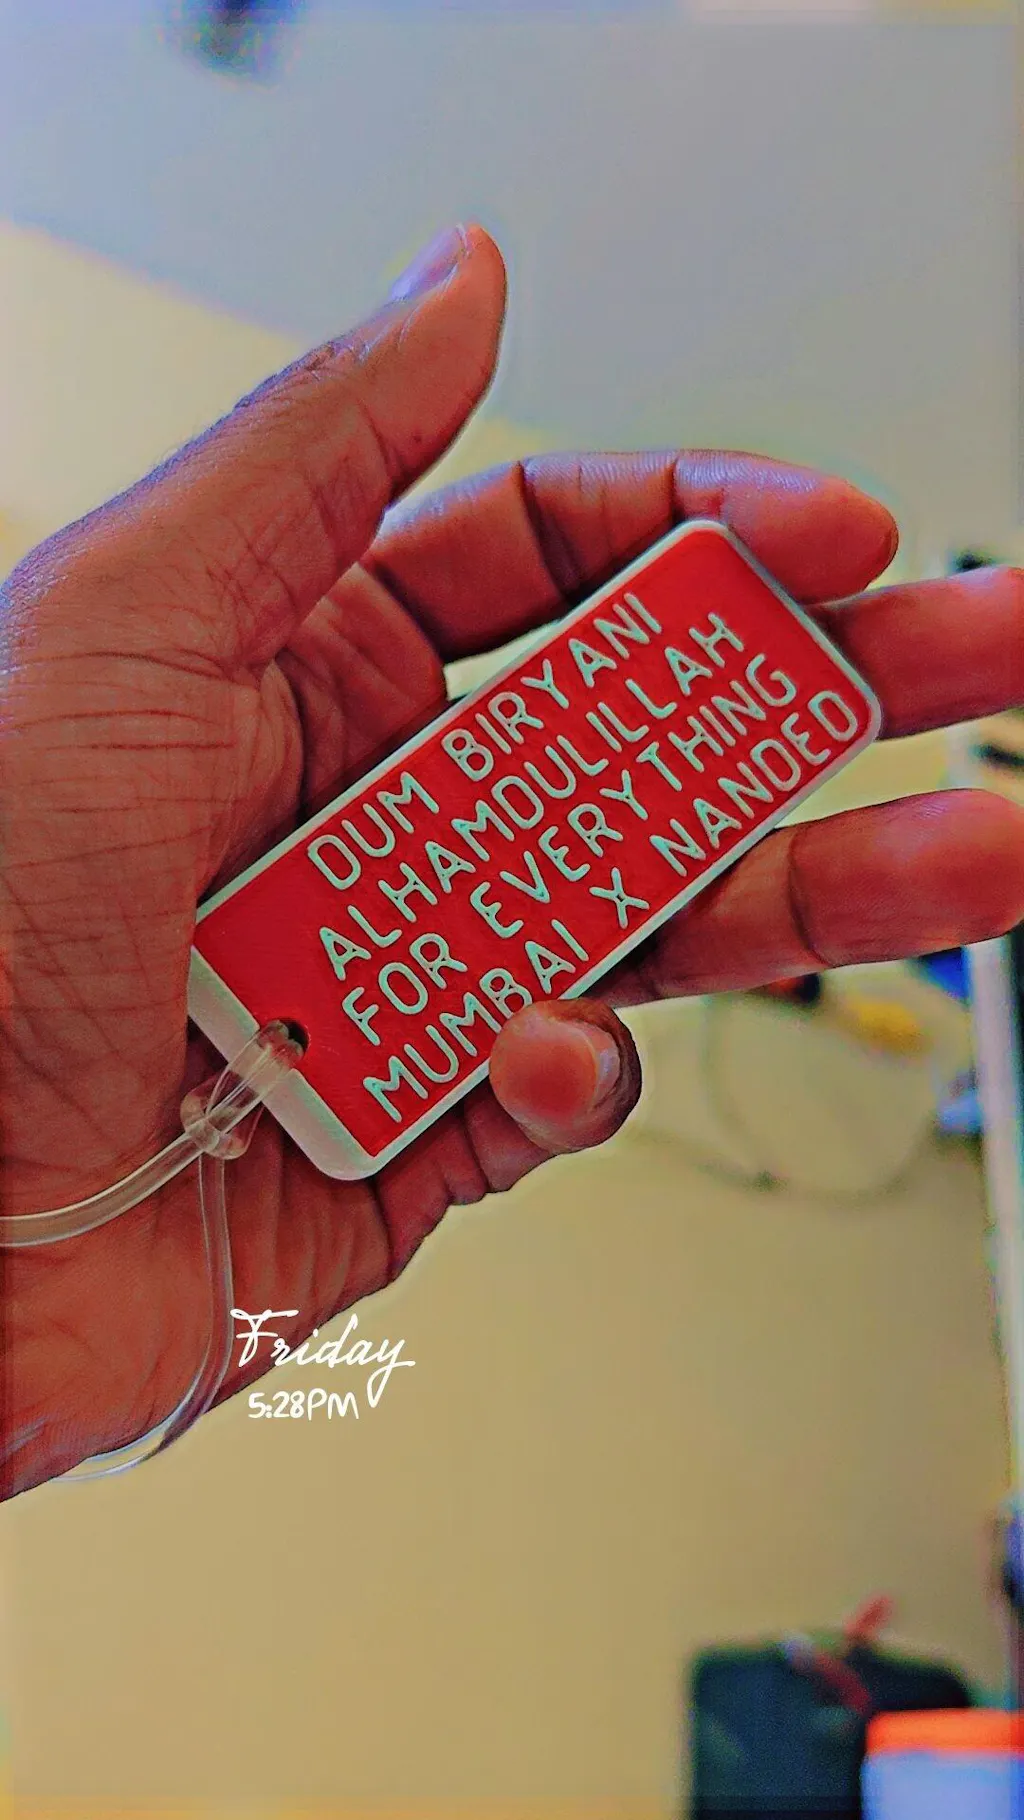 DUM BIRYANI
ALHAMDULILLAH
FOR EVERYTHING
MUMBAI X NANDED
Friday
5:28PM